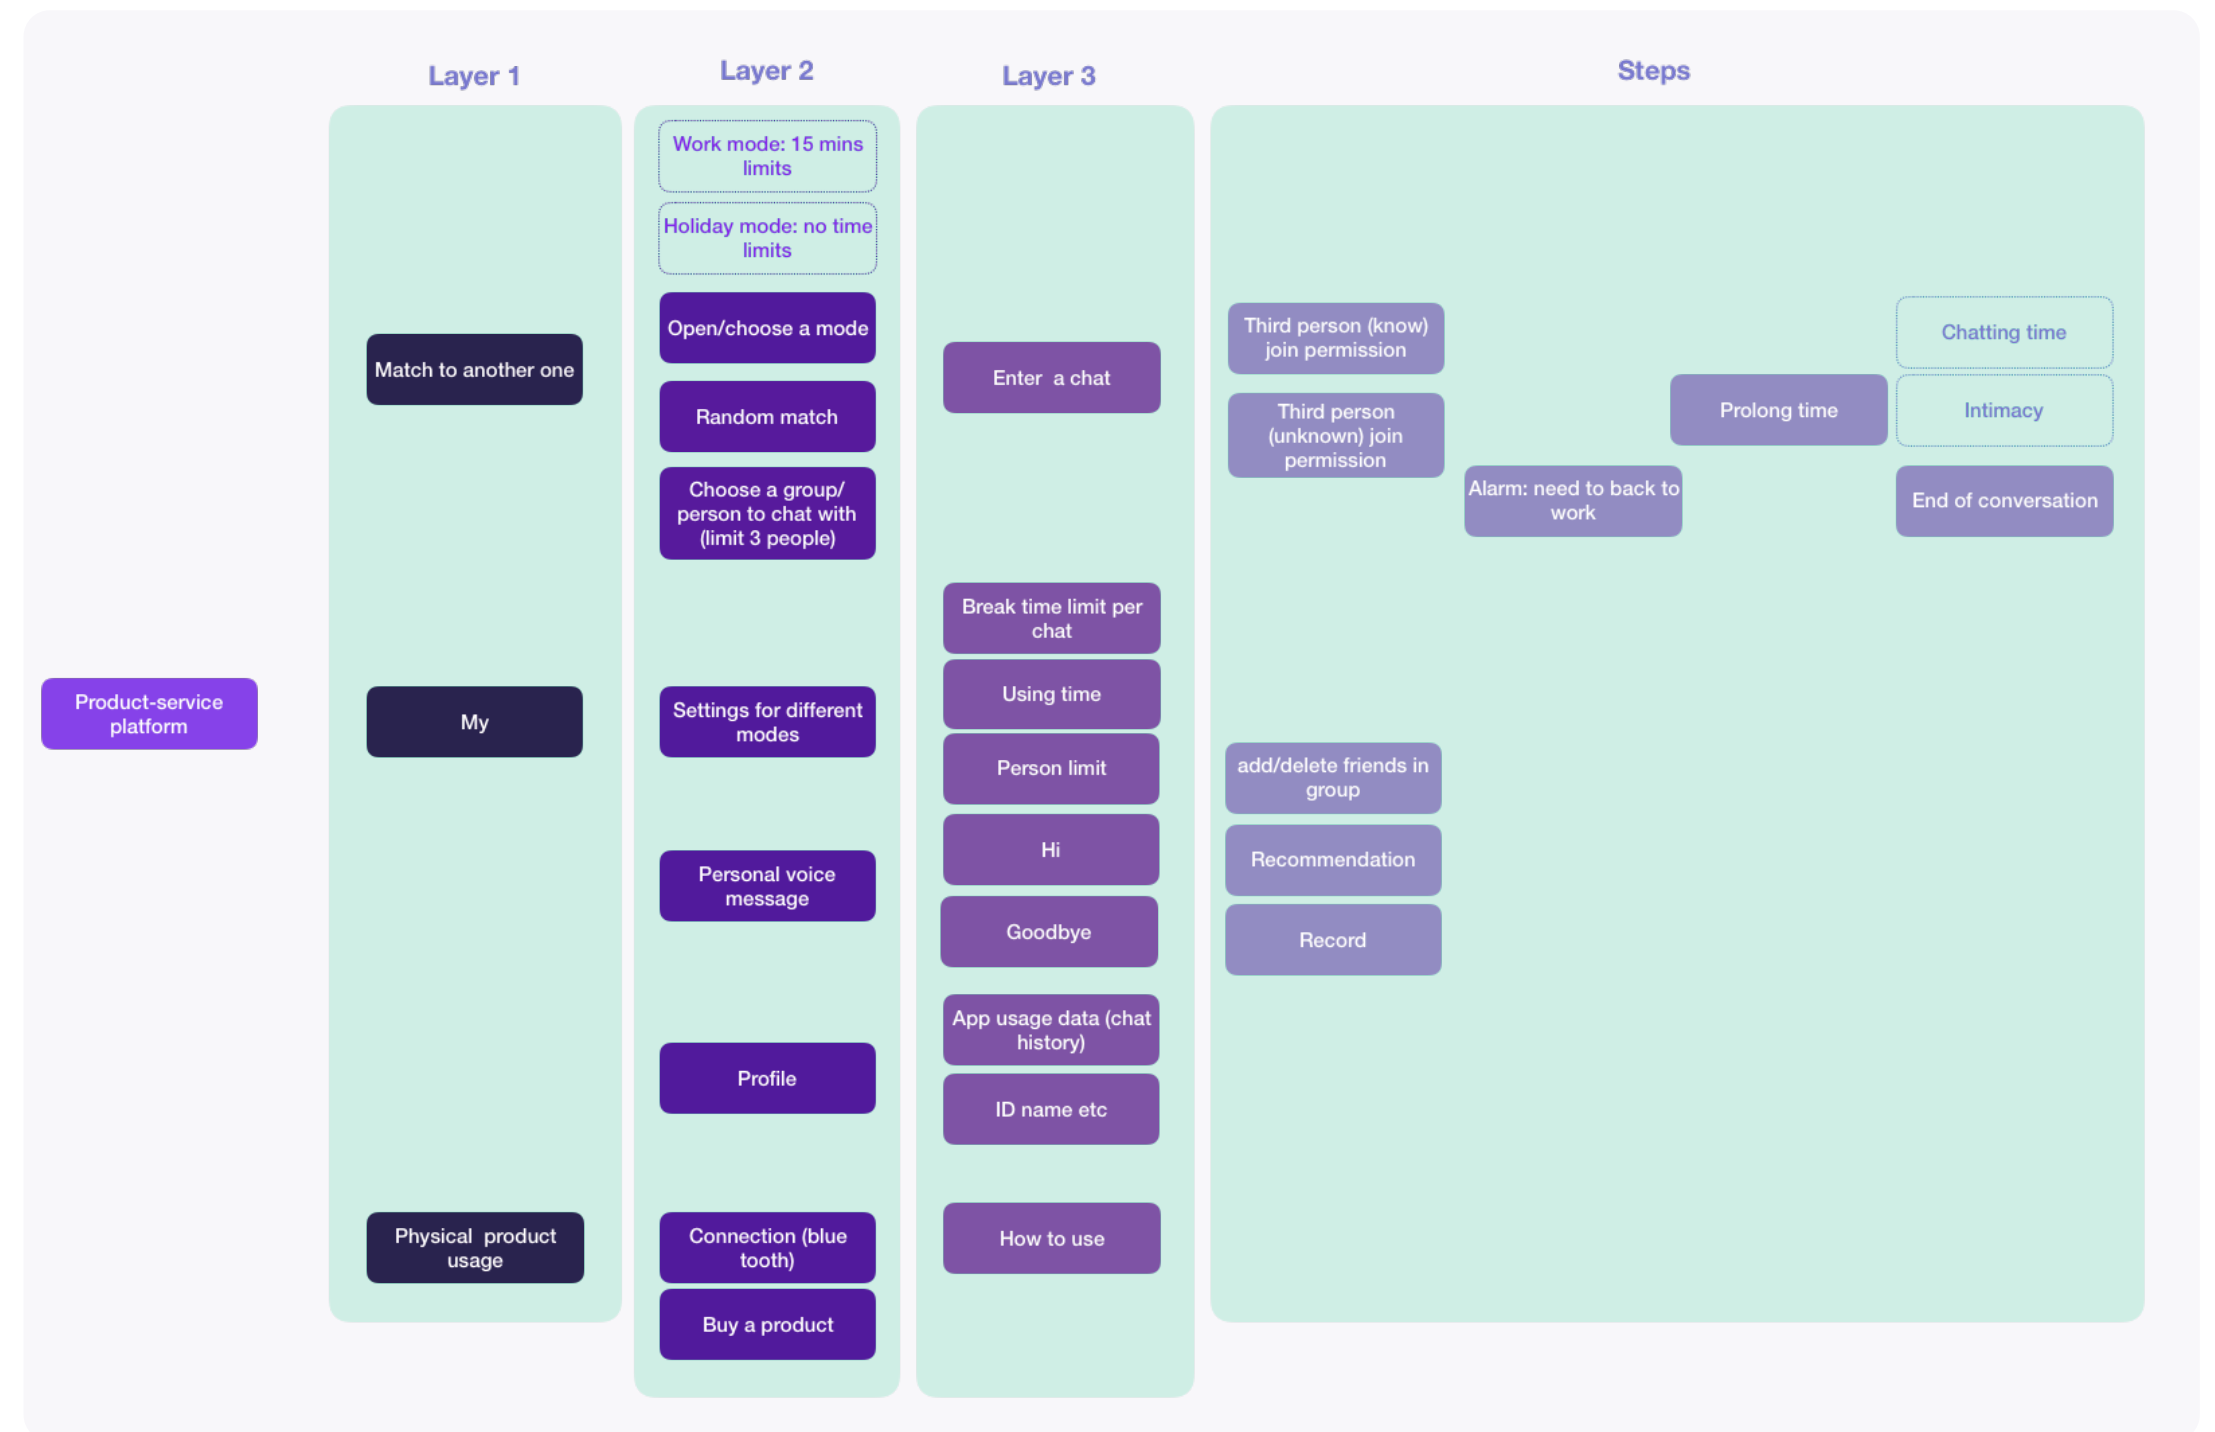 Layer 1
Layer 2
Layer 3
Steps
Product-service
platform
Match to another one
My
Physical  product
usage
Work mode: 15 mins
limits
Holiday mode: no time
limits
Open/choose a mode
Random match
Choose a group/
person to chat with
(limit 3 people)
Settings for different
modes
Personal voice
message
Profile
Connection (blue
tooth)
Buy a product
Enter  a chat
Break time limit per
chat
Using time
Person limit
Hi
Goodbye
App usage data (chat
history)
ID name etc
How to use
Third person (know)
join permission
Third person
(unknown) join
permission
Alarm: need to back to
work
Prolong time
Chatting time
Intimacy
End of conversation
add/delete friends in
group
Recommendation
Record